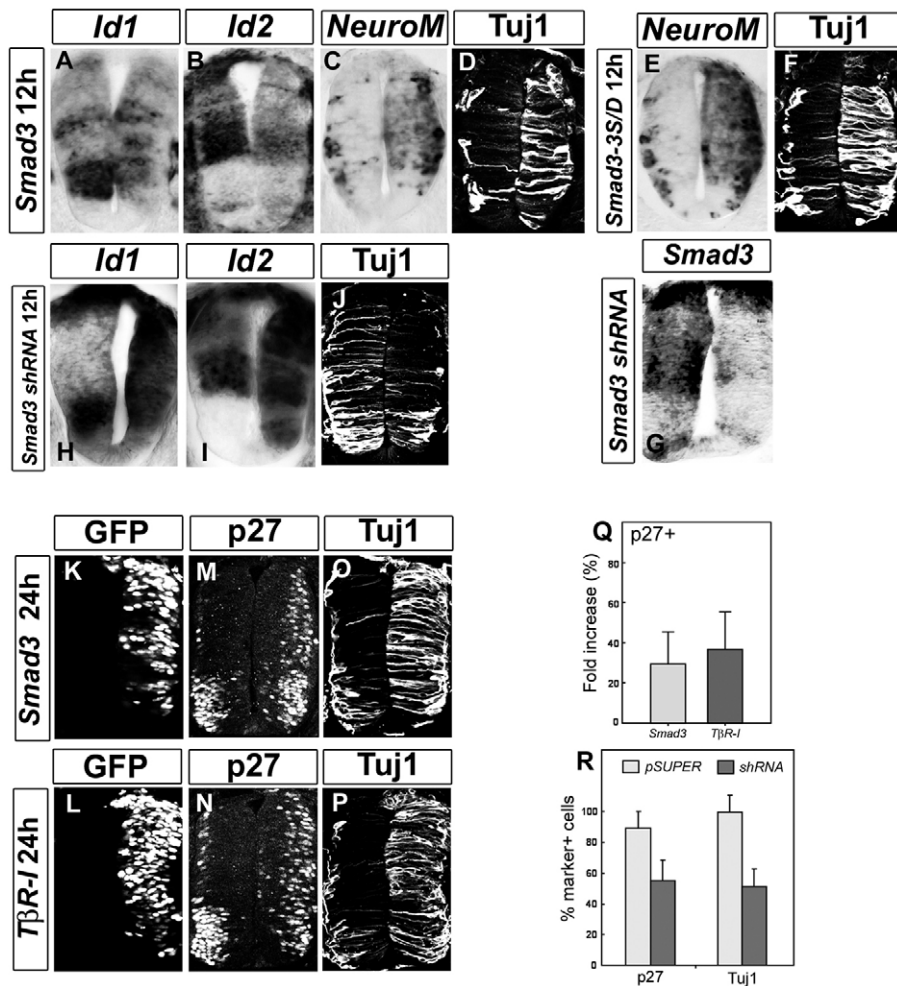 Id1 Id2 NeuroM Tuj1 NeuroM Tuj1
Smad3 12h
A B C D
Smad3-3S/D 12h
E F
Id1 Id2 Tuj1 Smad3
Smad3 shRNA 12h
H I J
Smad3 shRNA
G
GFP p27 Tuj1
Smad3 24h
K M O
GFP p27 Tuj1
TβR-I 24h
L N P
Q p27+
Fold increase (%)
80
60
40
20
0
Smad3 TβR-I
R pSUPER shRNA
% marker+ cells
100
80
60
40
20
0
p27 Tuj1